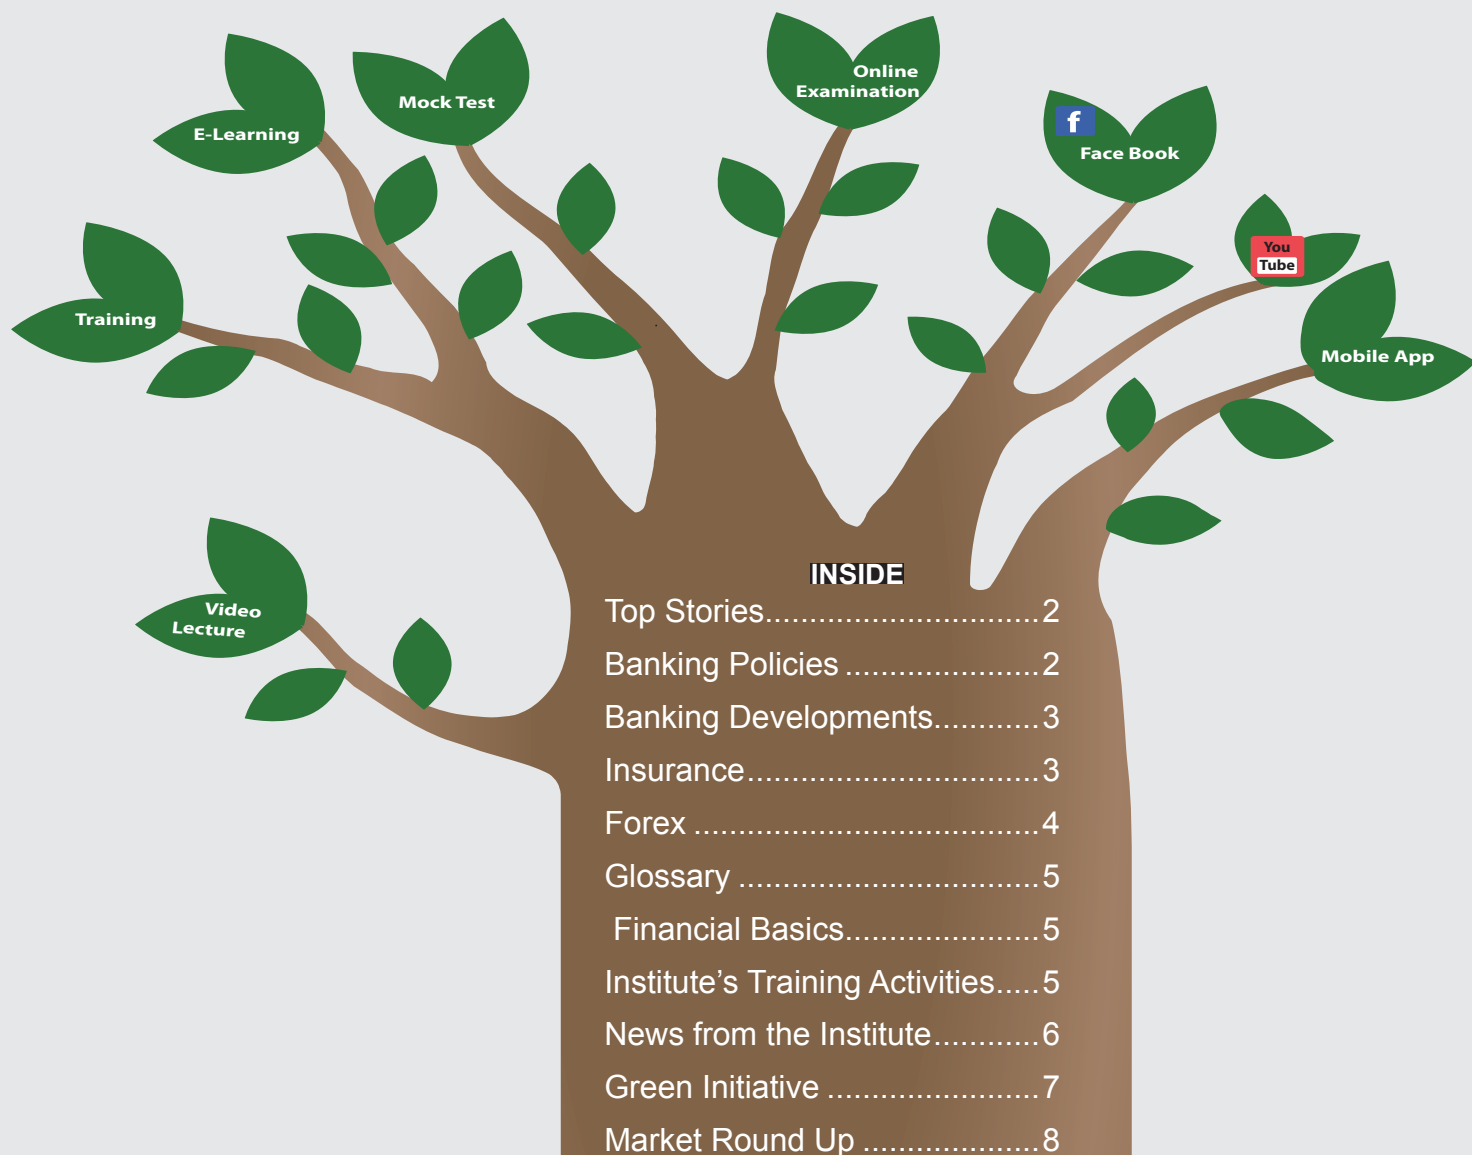 Online
Examination
Mock Test
E-Learning
f
Face Book
You
Tube
Training
Mobile App
Video
Lecture
INSIDE
Top Stories...............................2
Banking Policies ......................2
Banking Developments............3
Insurance.................................3
Forex .......................................4
Glossary ..................................5
Financial Basics......................5
Institute’s Training Activities.....5
News from the Institute............6
Green Initiative ........................7
Market Round Up ....................8